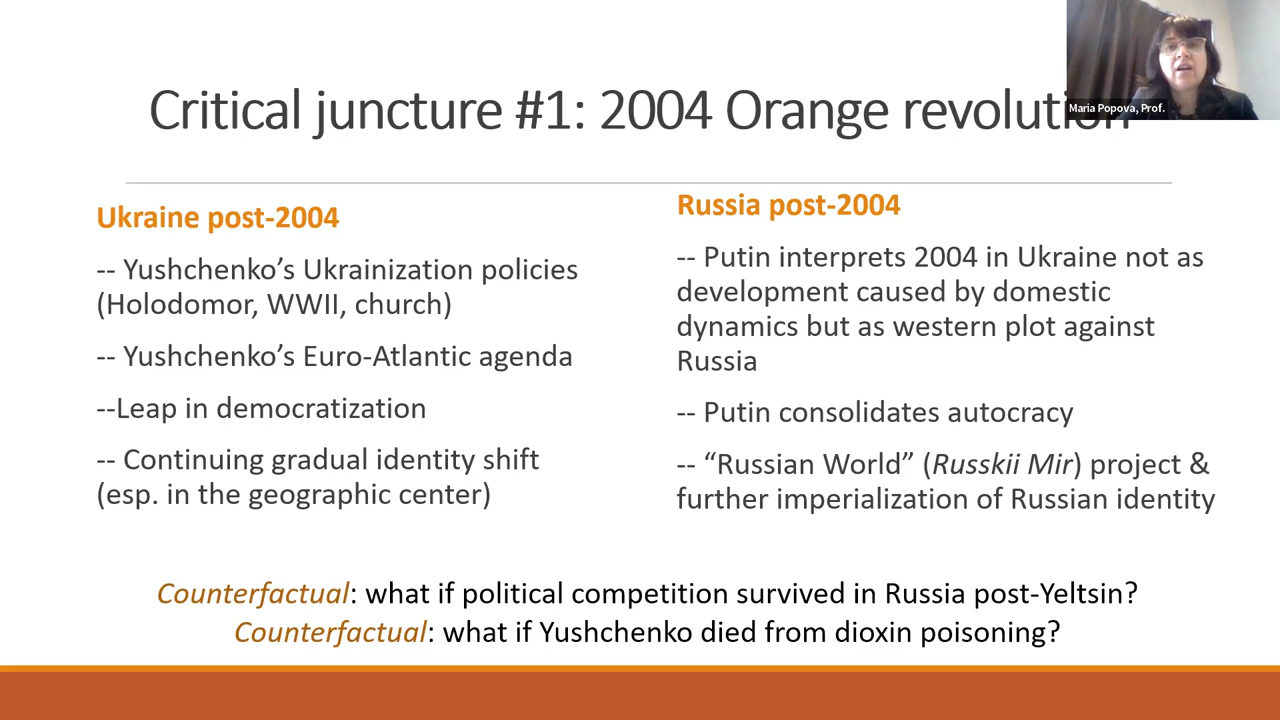 Critical juncture #1: 2004 Orange revolution
Maria Popova, Prof.
Ukraine post-2004
-- Yushchenko’s Ukrainization policies
(Holodomor, WWII, church)
-- Yushchenko’s Euro-Atlantic agenda
--Leap in democratization
-- Continuing gradual identity shift
(esp. in the geographic center)
Russia post-2004
-- Putin interprets 2004 in Ukraine not as
development caused by domestic
dynamics but as western plot against
Russia
-- Putin consolidates autocracy
-- “Russian World” (Russkii Mir) project &
further imperialization of Russian identity
Counterfactual: what if political competition survived in Russia post-Yeltsin?
Counterfactual: what if Yushchenko died from dioxin poisoning?